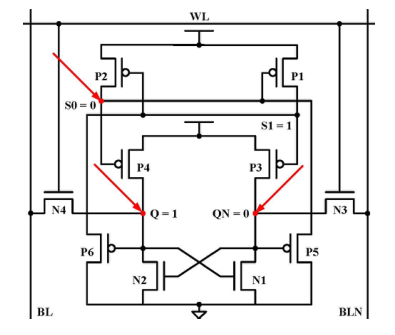 WL
P2 P1
S0 = 0
S1 = 1
P4 P3
Q = 1 QN = 0
N4 N3
P6 P5
N2 N1
BL BLN